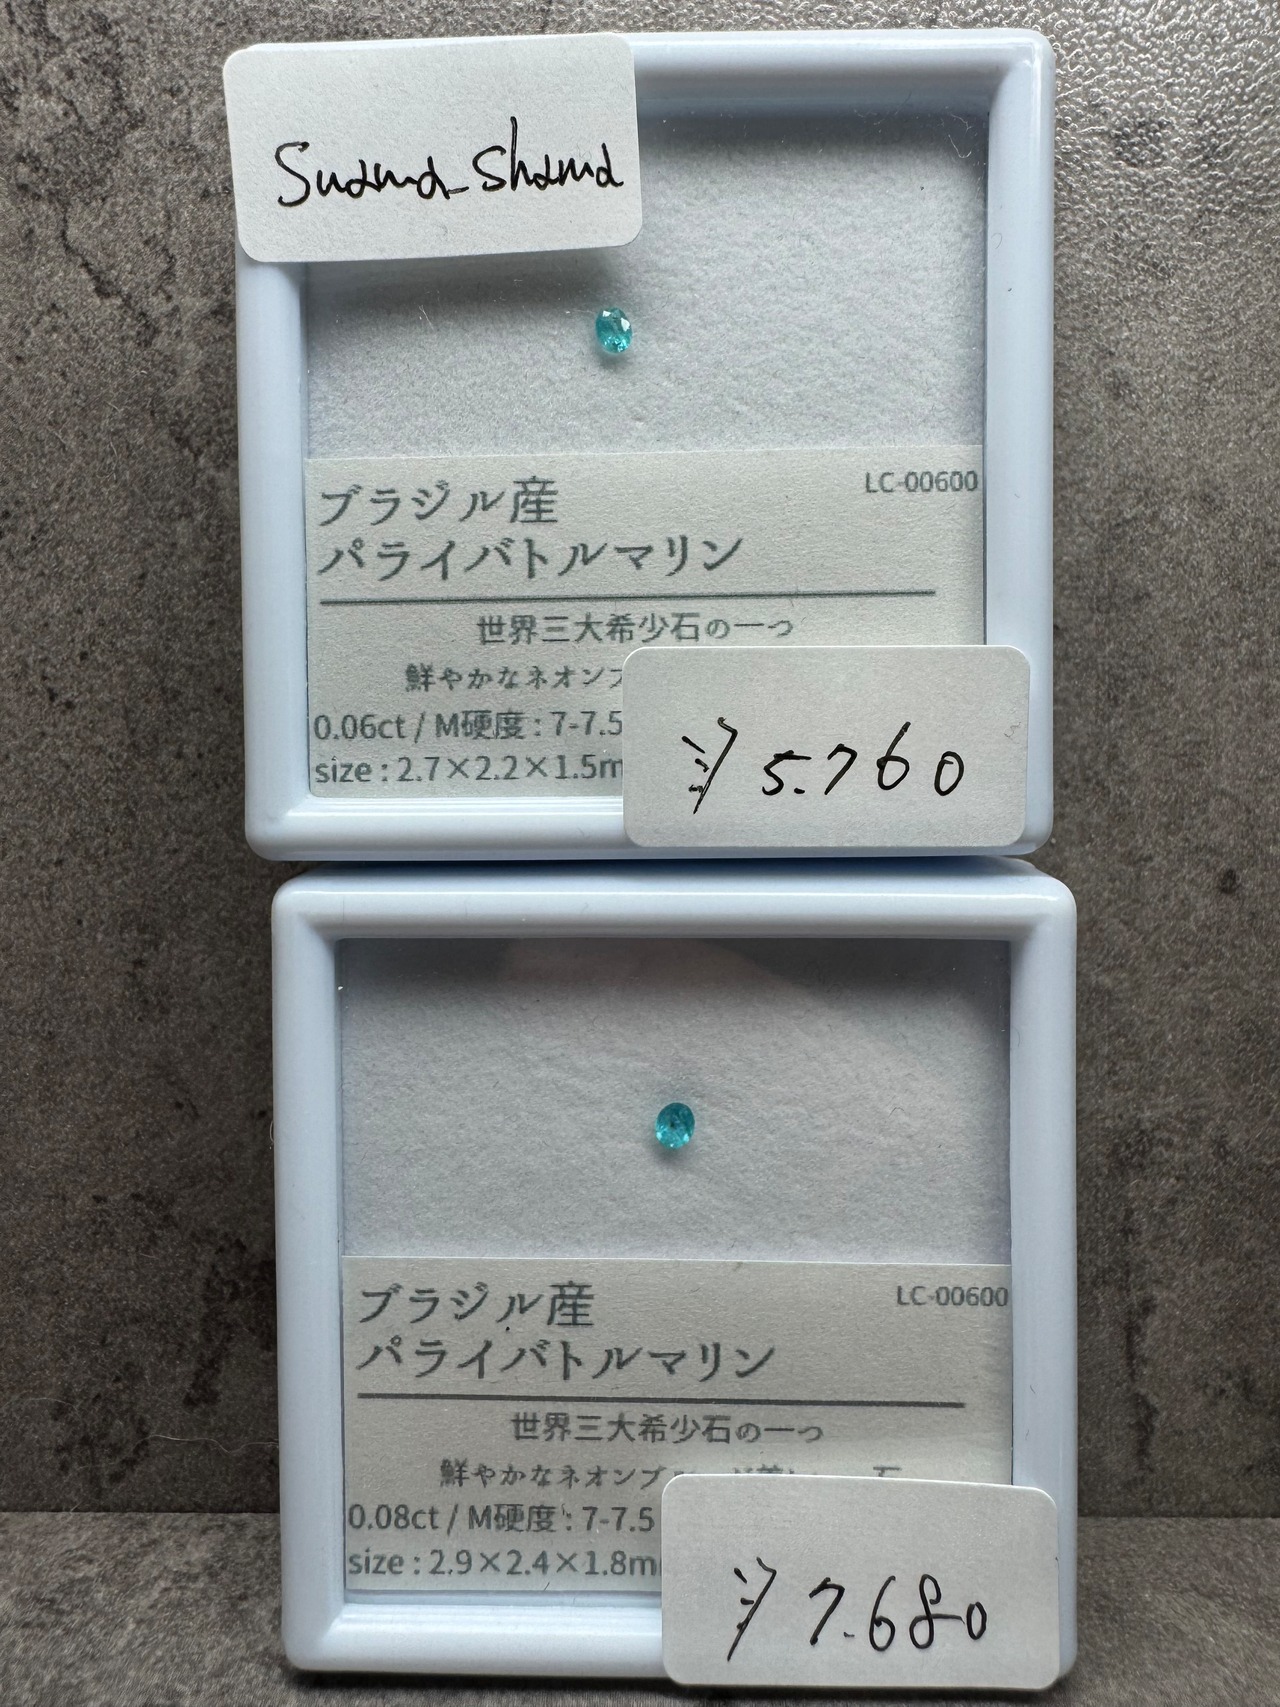 Suama_shama
ブラジル産
LC-00600
パライバトルマリン
世界三大希少石の一つ
鮮やかなネオンブ
0.06ct / M硬度 : 7-7.5
size : 2.7×2.2×1.5m
5.760
ブラジル産
LC-00600
パライバトルマリン
世界三大希少石の一つ
鮮やかなネオンブ
0.08ct / M硬度 : 7-7.5
size : 2.9×2.4×1.8m
7.680